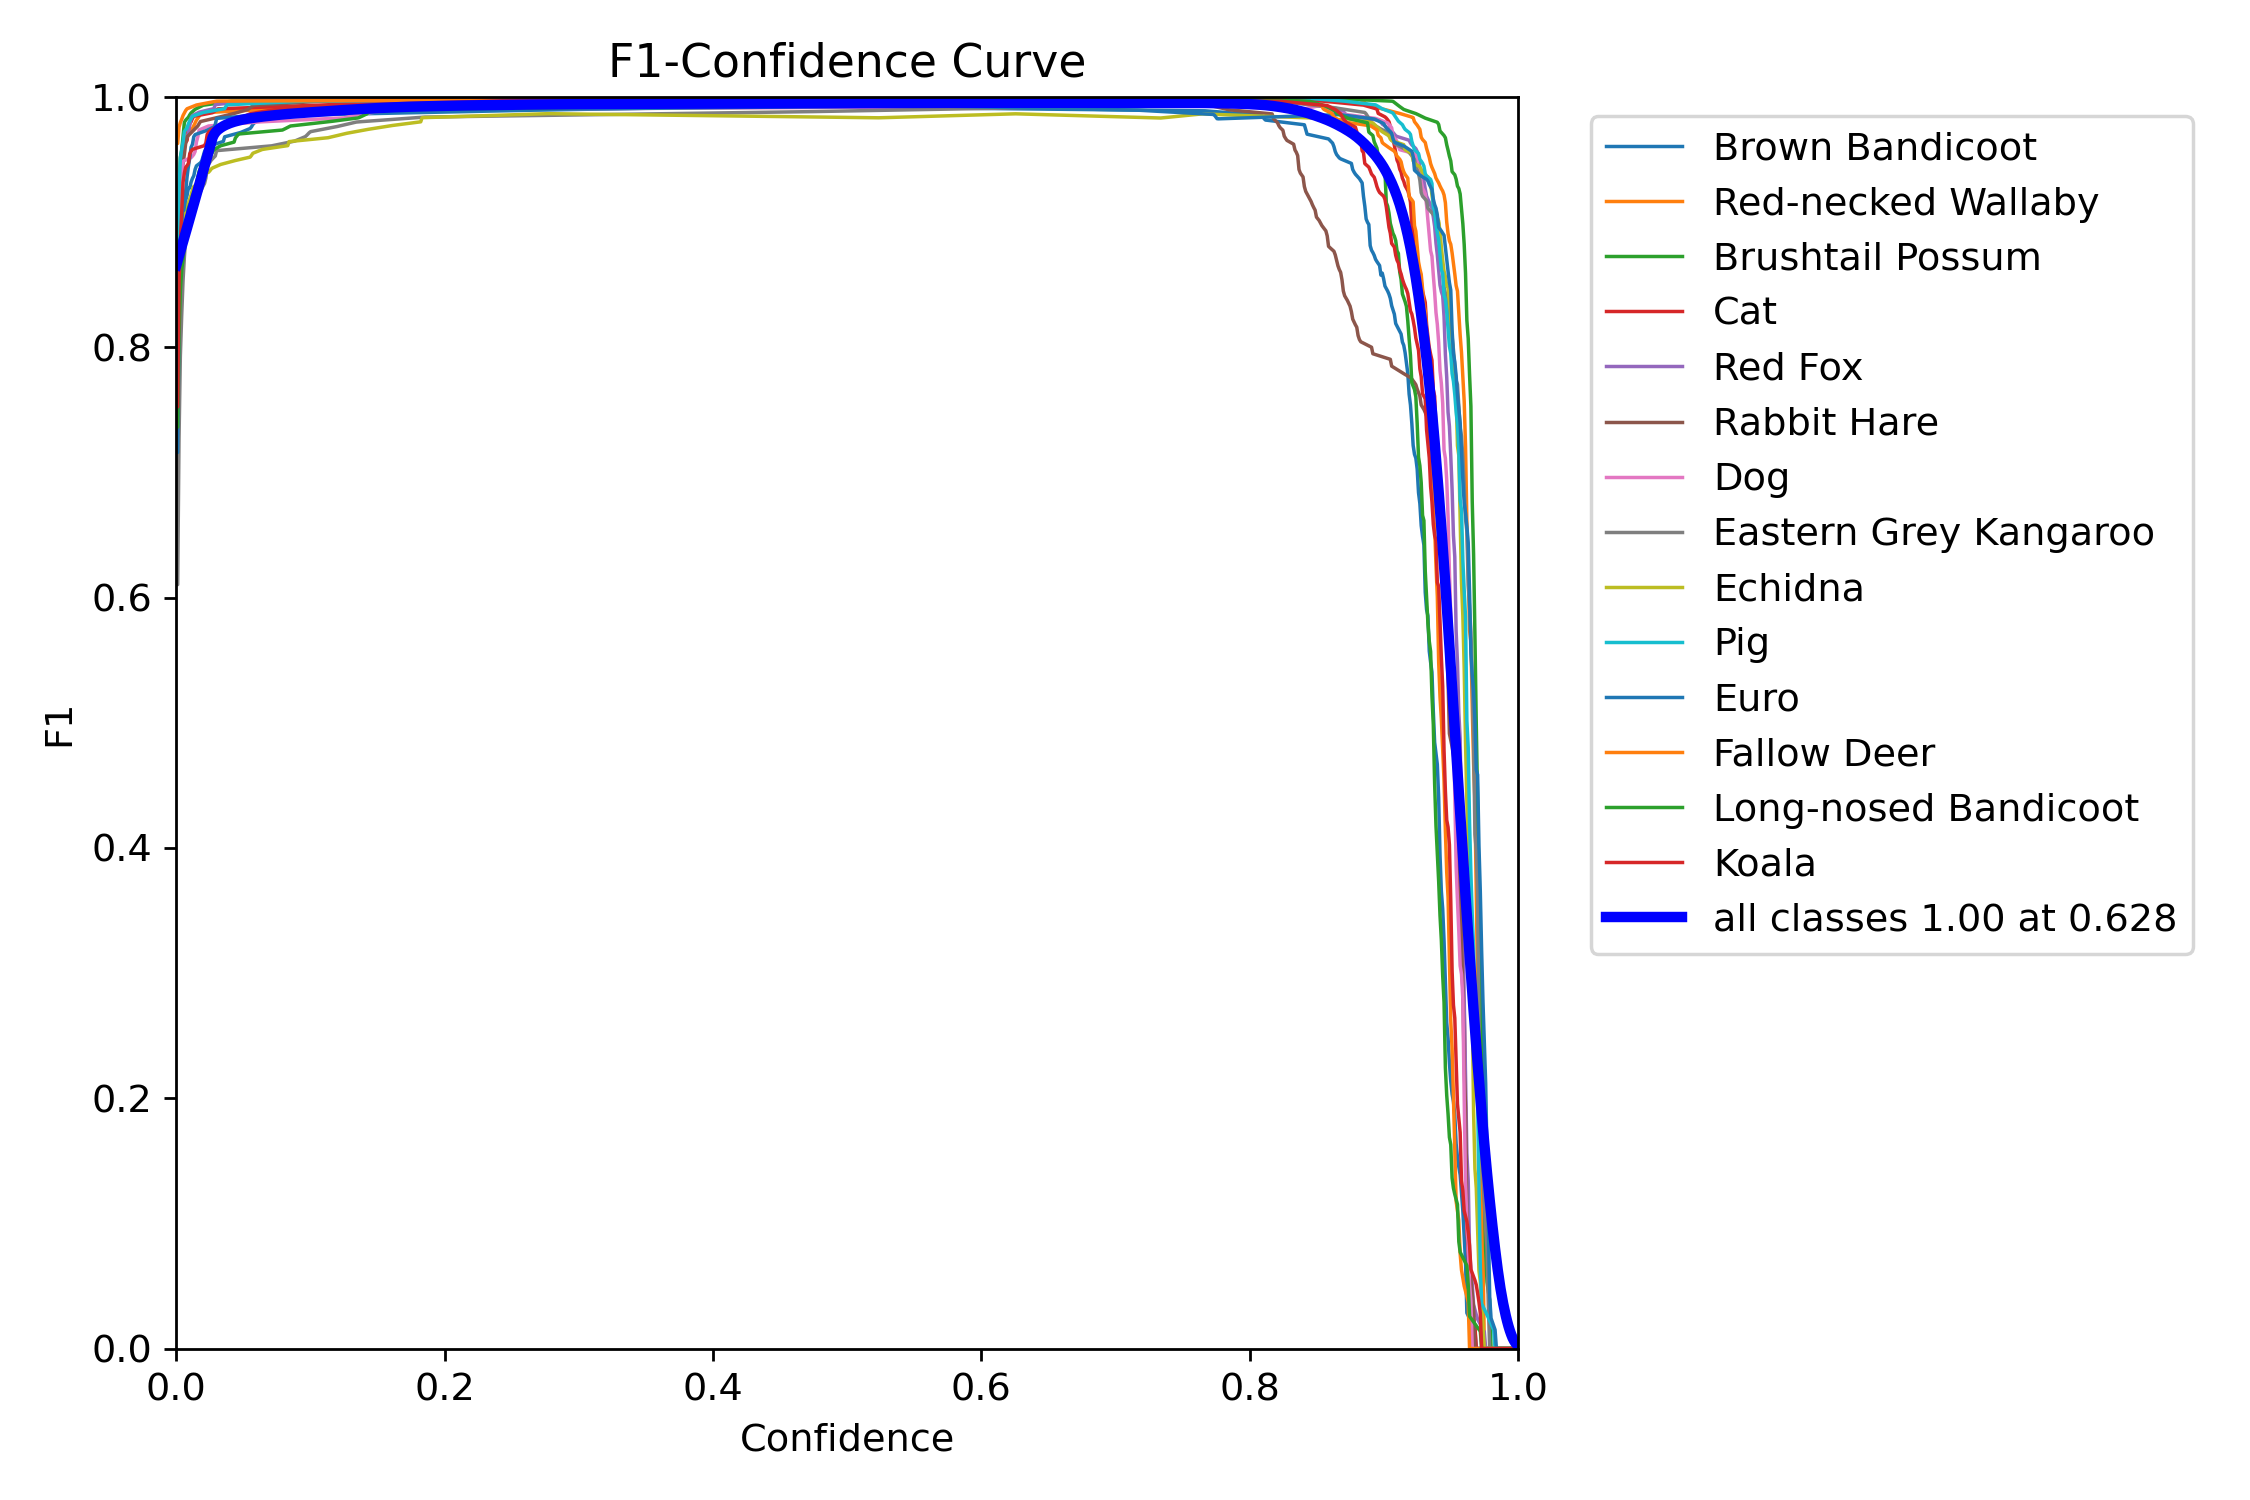 F1-Confidence Curve
1.0
0.8
0.6
0.4
0.2
0.0
F1
0.0 0.2 0.4 0.6 0.8 1.0
Confidence
Brown Bandicoot
Red-necked Wallaby
Brushtail Possum
Cat
Red Fox
Rabbit Hare
Dog
Eastern Grey Kangaroo
Echidna
Pig
Euro
Fallow Deer
Long-nosed Bandicoot
Koala
all classes 1.00 at 0.628